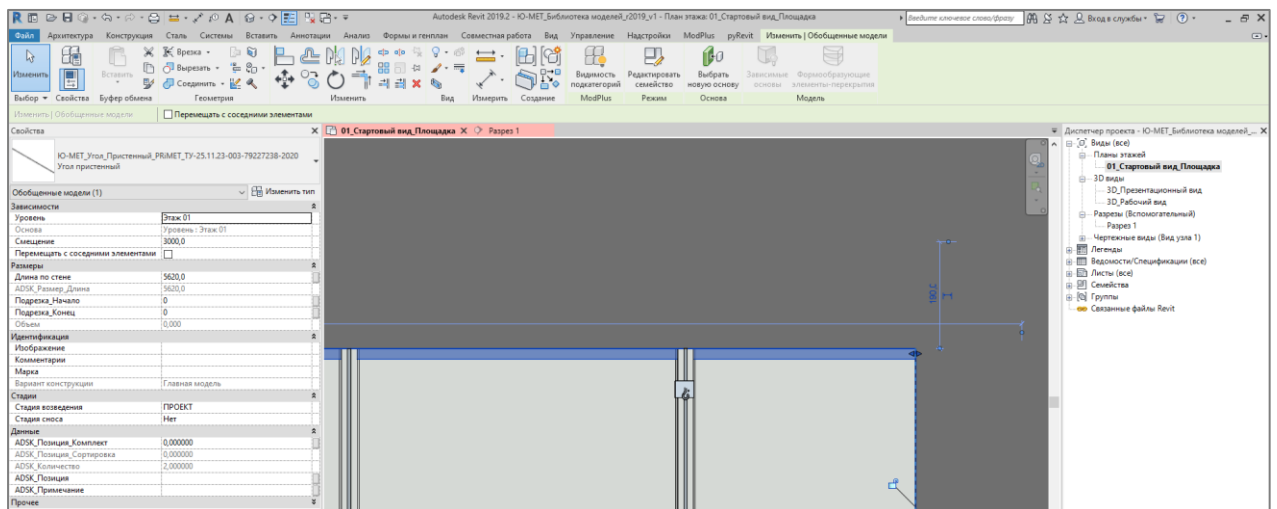 Autodesk Revit 2019.2 - Ю-МЕТ_Библиотека моделей_r2019_v1 - План этажа: 01_Стартовый вид_Площадка
Введите ключевое слово/фразу
Вход в службы
Файл Архитектура Конструкция Сталь Системы Вставить Аннотации Анализ Формы и генплан Совместная работа Вид Управление Надстройки ModPlus pyRevit Изменить | Обобщенные модели
Изменить
Вставить
Врезка
Вырезать
Соединить
Видимость подкатегорий
Редактировать семейство
Выбрать новую основу
Зависимые основы
Формообразующие элементы-перекрытия
Выбор Свойства Буфер обмена Геометрия Изменить Вид Измерить Создание ModPlus Режим Основа Модель
Изменить | Обобщенные модели Перемещать с соседними элементами
Свойства X
01_Стартовый вид_Площадка X Разрез 1
Диспетчер проекта - Ю-МЕТ_Библиотека моделей_... X
Ю-МЕТ_Угол_Пристенный_PRiMET_ТУ-25.11.23-003-79227238-2020
Угол пристенный
Обобщенные модели (1) Изменить тип
Зависимости
Уровень Этаж 01
Основа Уровень : Этаж 01
Смещение 3000,0
Перемещать с соседними элементами
Размеры
Длина по стене 5620,0
ADSK_Размер_Длина 5620,0
Подрезка_Начало 0
Подрезка_Конец 0
Объем 0,000
Идентификация
Изображение
Комментарии
Марка
Вариант конструкции Главная модель
Стадии
Стадия возведения ПРОЕКТ
Стадия сноса Нет
Данные
ADSK_Позиция_Комплект 0,000000
ADSK_Позиция_Сортировка 0,000000
ADSK_Количество 2,000000
ADSK_Позиция
ADSK_Примечание
Прочее
Виды (все)
Планы этажей
01_Стартовый вид_Площадка
3D виды
3D_Презентационный вид
3D_Рабочий вид
Разрезы (Вспомогательный)
Разрез 1
Чертежные виды (Вид узла 1)
Легенды
Ведомости/Спецификации (все)
Листы (все)
Семейства
Группы
Связанные файлы Revit